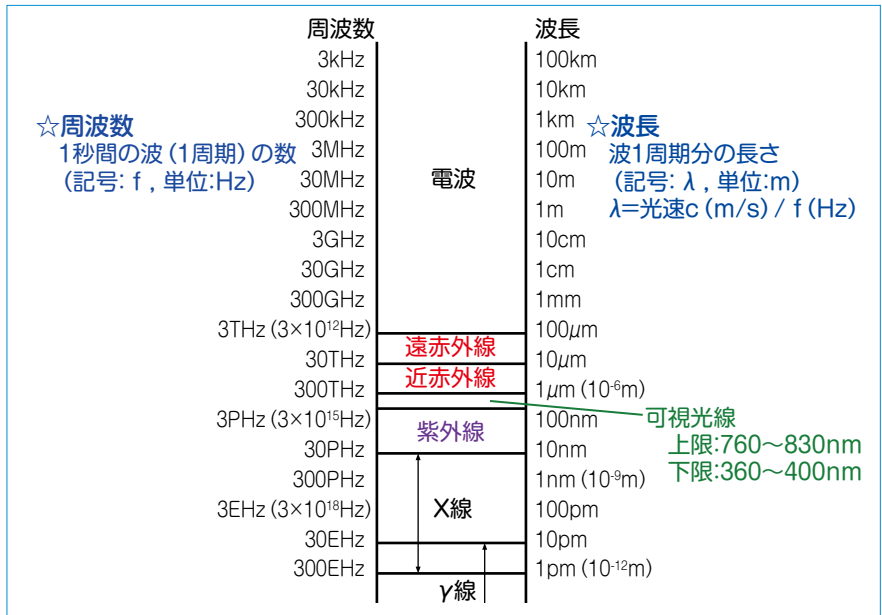 周波数 波長
3kHz 100km
30kHz 10km
300kHz 1km
☆周波数
1秒間の波(1周期)の数
(記号: f , 単位:Hz)
☆波長
波1周期分の長さ
(記号: λ , 単位:m)
λ=光速c(m/s) / f(Hz)
3MHz 100m
30MHz 電波 10m
300MHz 1m
3GHz 10cm
30GHz 1cm
300GHz 1mm
3THz (3×10¹²Hz) 100μm
遠赤外線
30THz 10μm
近赤外線
300THz 1μm (10⁻⁶m)
3PHz (3×10¹⁵Hz) 100nm
可視光線
上限:760〜830nm
下限:360〜400nm
紫外線
30PHz 10nm
300PHz 1nm (10⁻⁹m)
3EHz (3×10¹⁸Hz) X線 100pm
30EHz 10pm
300EHz 1pm (10⁻¹²m)
γ線